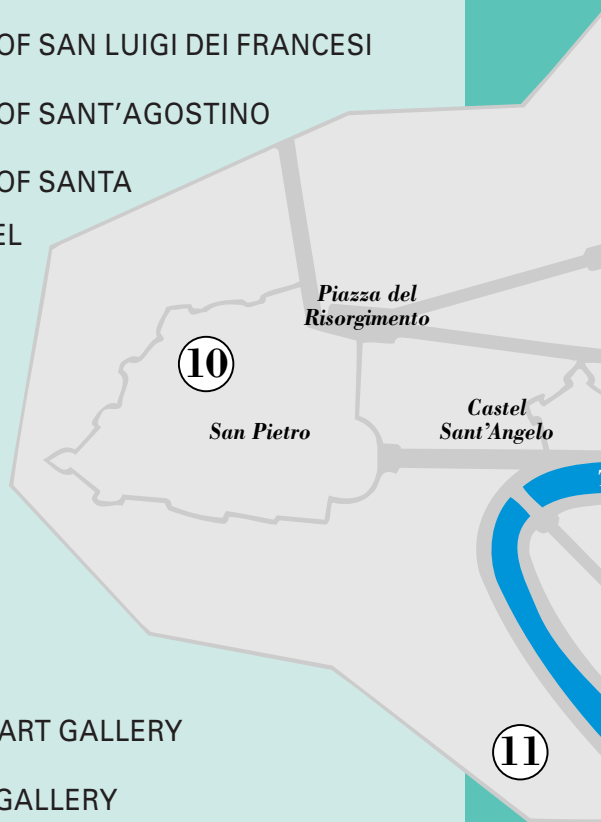 OF SAN LUIGI DEI FRANCESI
OF SANT’AGOSTINO
OF SANTA
EL
Piazza del
Risorgimento
10
San Pietro
Castel
Sant’Angelo
11
ART GALLERY
GALLERY